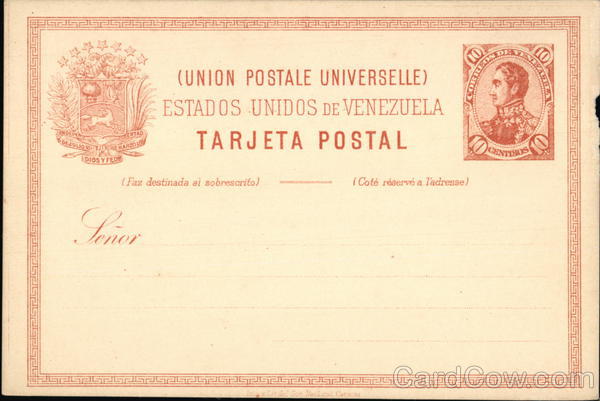 (UNION POSTALE UNIVERSELLE)
ESTADOS UNIDOS DE VENEZUELA
TARJETA POSTAL
(Faz destinada al sobrescrito)
(Coté réservé a l'adresse)
Señor
10 10
CORREOS DE VENEZUELA
10 10
CENTIMOS
DIOS Y FED
CardCow.com